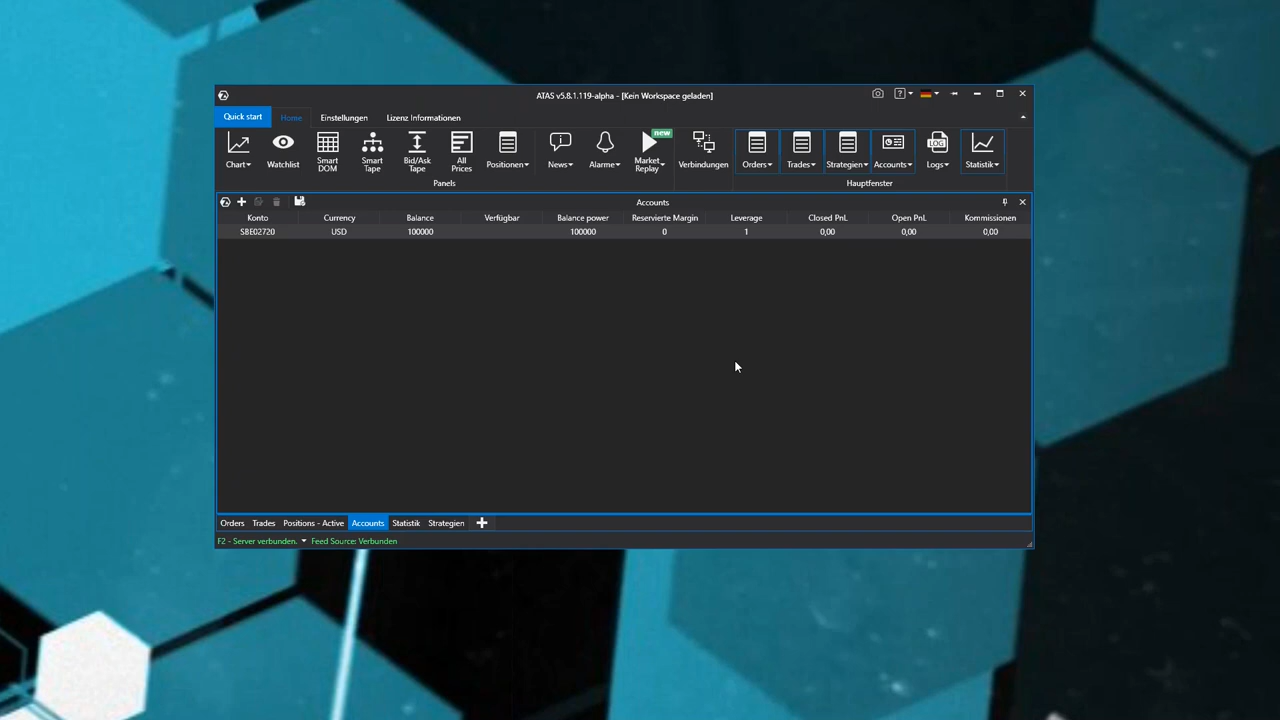 ATAS v5.8.1.119-alpha - [Kein Workspace geladen]
Quick start Home Einstellungen Lizenz Informationen
Chart Watchlist Smart DOM Smart Tape Bid/Ask Tape All Prices Positionen News Alarme new Market Replay Verbindungen Orders Trades Strategien Accounts LOG Logs Statistik
Panels Hauptfenster
Accounts
Konto Currency Balance Verfügbar Balance power Reservierte Margin Leverage Closed PnL Open PnL Kommissionen
SBE02720 USD 100000 100000 0 1 0,00 0,00 0,00
Orders Trades Positions - Active Accounts Statistik Strategien
F2 - Server verbunden. Feed Source: Verbunden